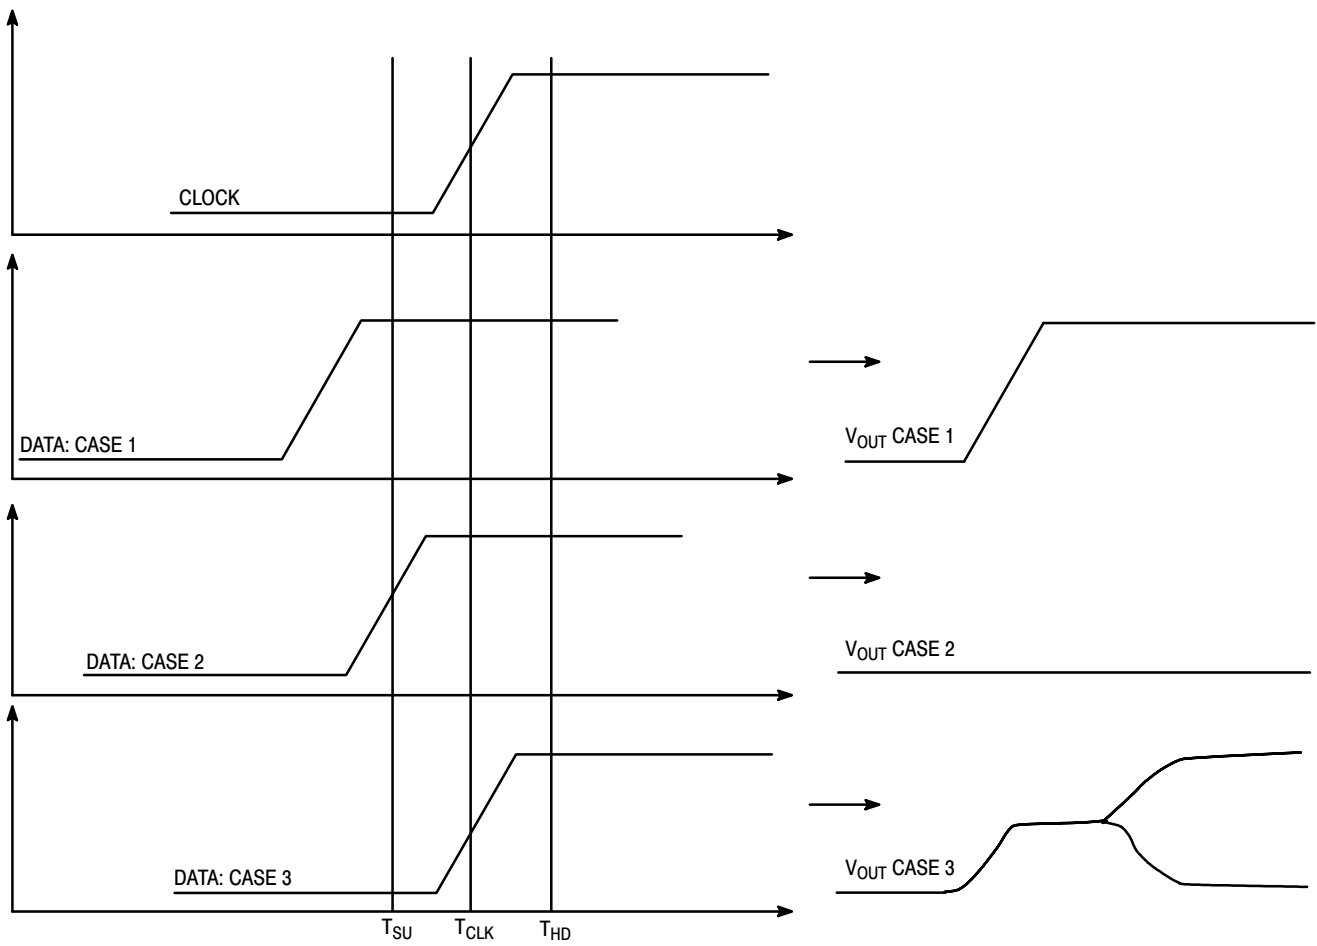 CLOCK
DATA: CASE 1
VOUT CASE 1
DATA: CASE 2
VOUT CASE 2
DATA: CASE 3
VOUT CASE 3
TSU TCLK THD